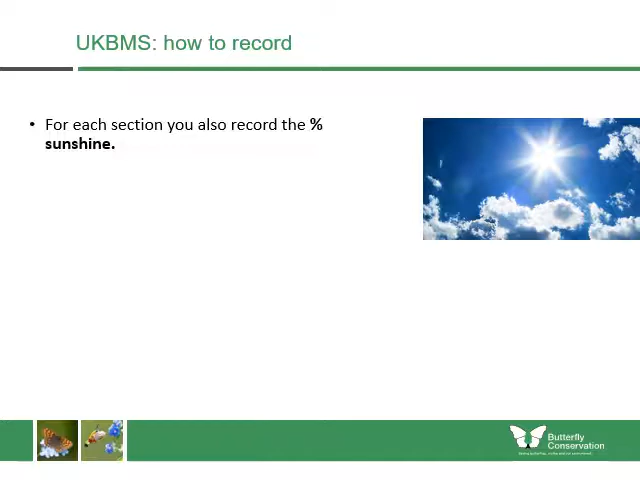 UKBMS: how to record
• For each section you also record the %
sunshine.
Butterfly
Conservation